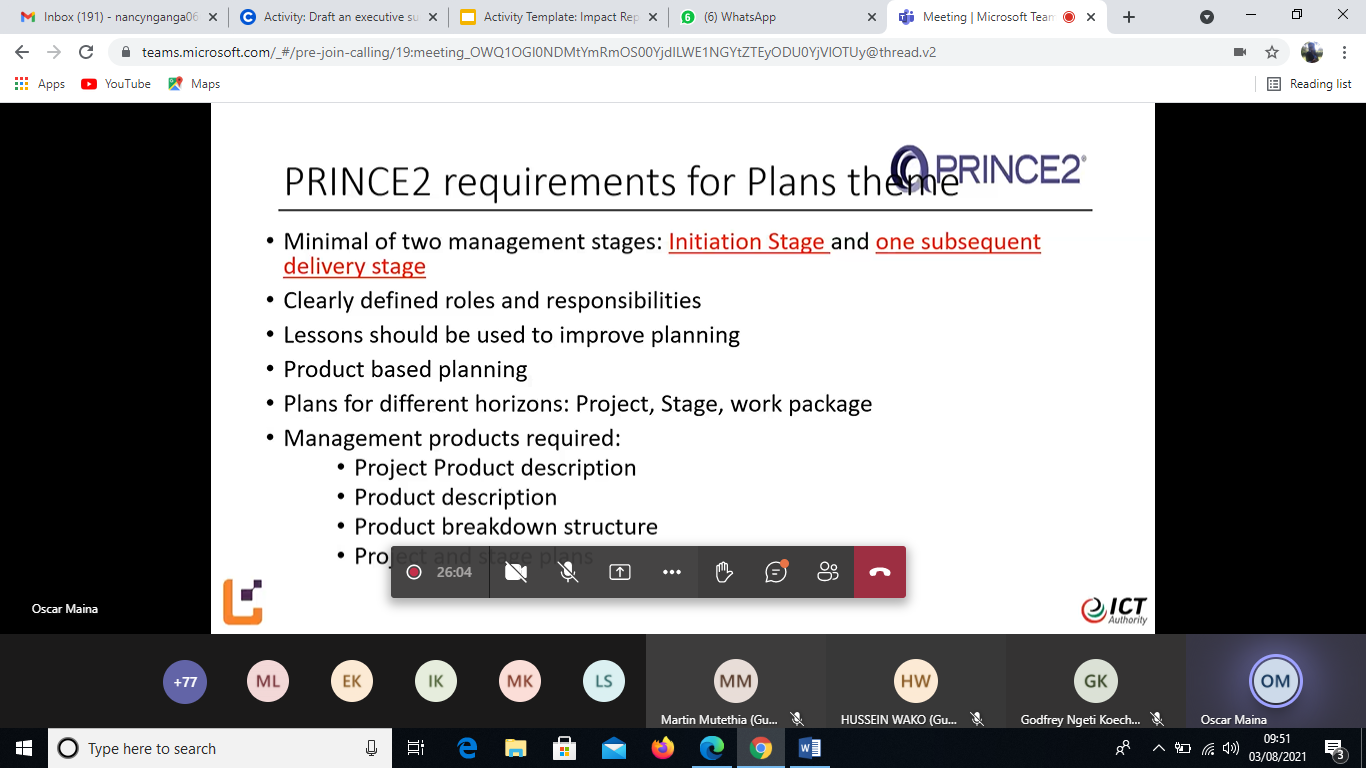 Inbox (191) - nancynganga06
Activity: Draft an executive su
Activity Template: Impact Rep
(6) WhatsApp
Meeting | Microsoft Team
teams.microsoft.com/_#/pre-join-calling/19:meeting_OWQ1OGI0NDMtYmRmOS00YjdlLWE1NGYtZTEyODU0YjVlOTUy@thread.v2
Apps
YouTube
Maps
Reading list
PRINCE2 requirements for Plans theme
PRINCE2®
• Minimal of two management stages: Initiation Stage and one subsequent
delivery stage
• Clearly defined roles and responsibilities
• Lessons should be used to improve planning
• Product based planning
• Plans for different horizons: Project, Stage, work package
• Management products required:
• Project Product description
• Product description
• Product breakdown structure
• Project and stage plans
26:04
Oscar Maina
ICT
Authority
+77
ML
EK
IK
MK
LS
MM
HW
GK
OM
Martin Mutethia (Gu...
HUSSEIN WAKO (Gu...
Godfrey Ngeti Koech...
Oscar Maina
Type here to search
09:51
03/08/2021
3